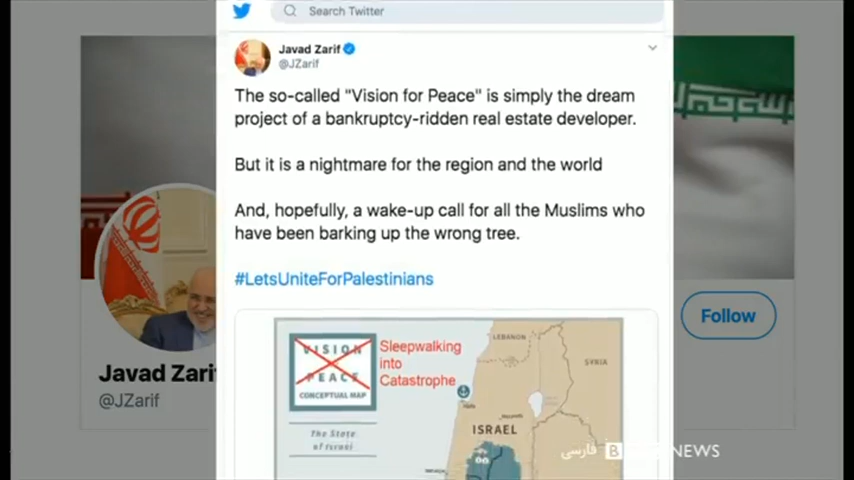 Search Twitter
Javad Zarif
@JZarif
The so-called "Vision for Peace" is simply the dream
project of a bankruptcy-ridden real estate developer.
But it is a nightmare for the region and the world
And, hopefully, a wake-up call for all the Muslims who
have been barking up the wrong tree.
#LetsUniteForPalestinians
VISION
PEACE
CONCEPTUAL MAP
Sleepwalking
into
Catastrophe
The State
of Israel
LEBANON
SYRIA
Haifa
Nazareth
ISRAEL
Javad Zari
@JZarif
Follow
فارسی B NEWS